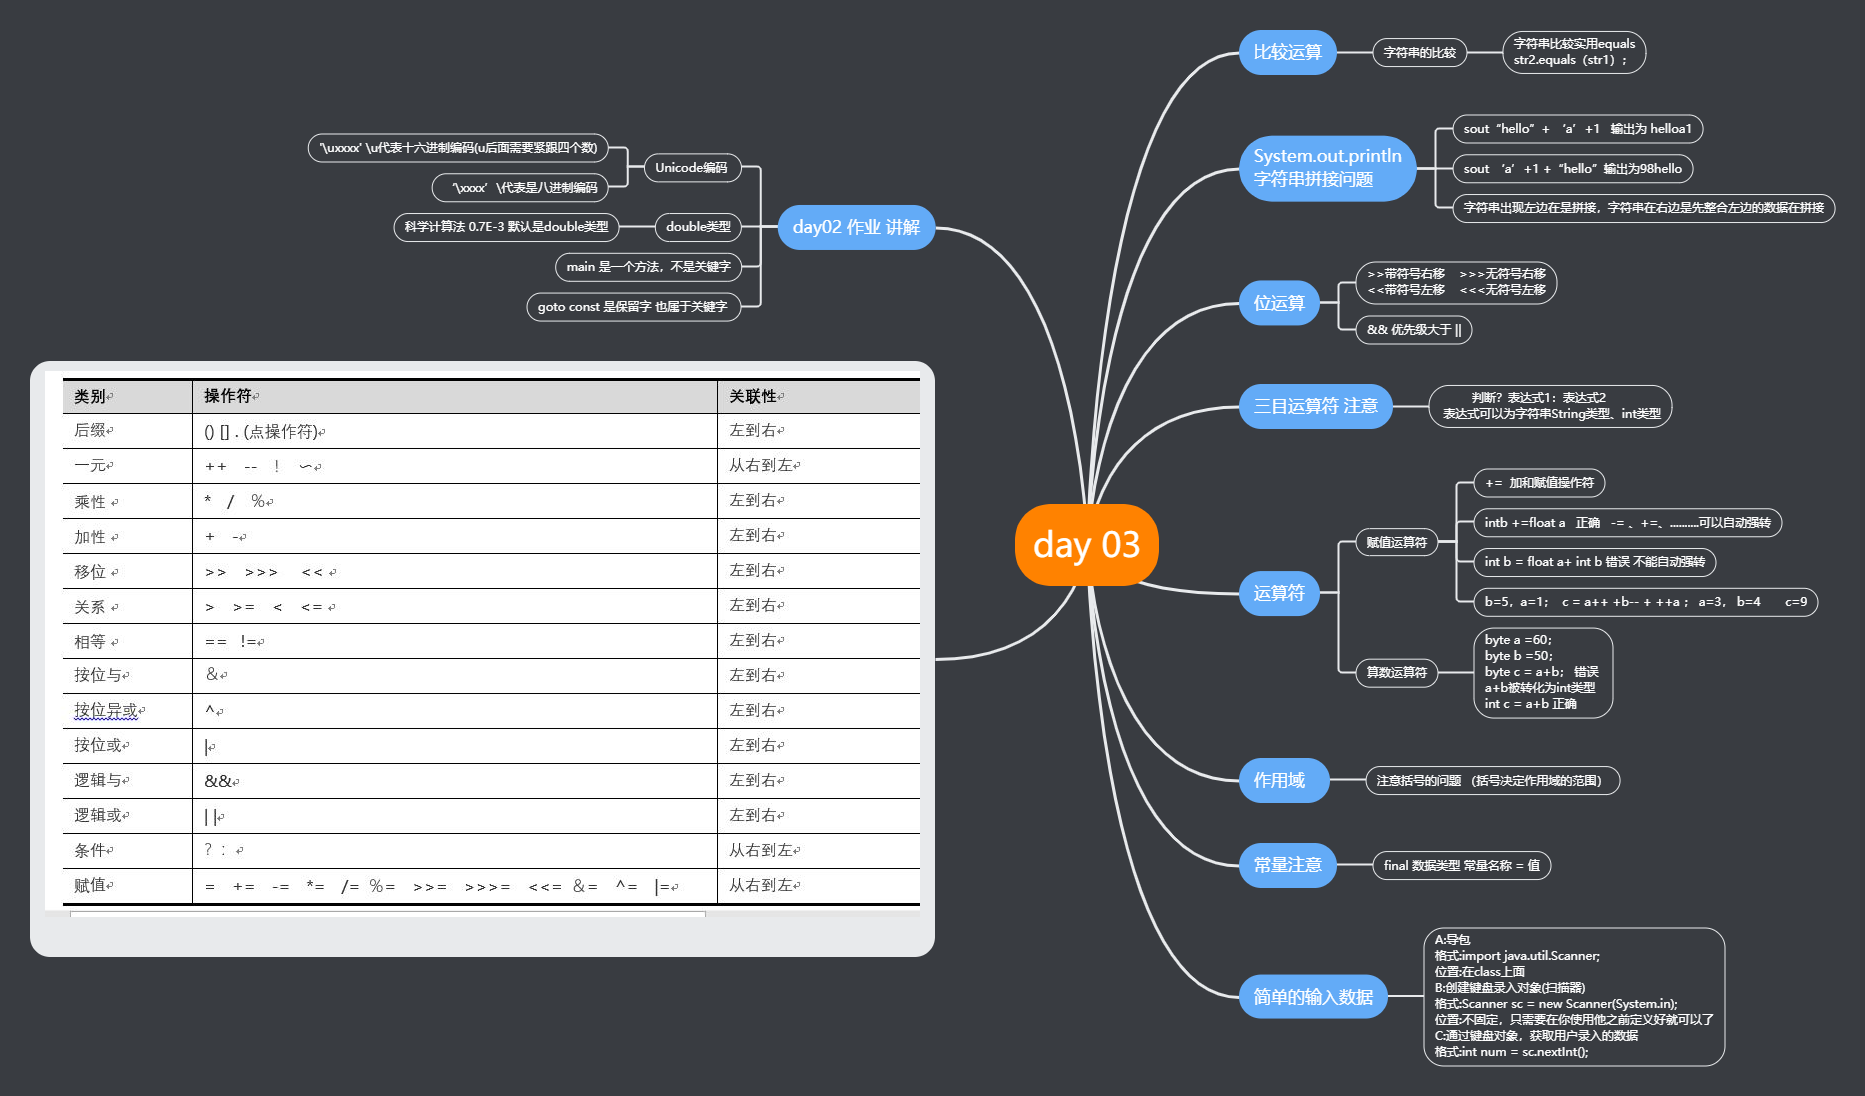 day 03
day02 作业 讲解
Unicode编码
'\uxxxx' \u代表十六进制编码(u后面需要紧跟四个数)
‘\xxxx’ \代表是八进制编码
double类型
科学计算法 0.7E-3 默认是double类型
main 是一个方法，不是关键字
goto const 是保留字 也属于关键字
类别 操作符 关联性
后缀 () [] . (点操作符) 左到右
一元 ++ -- ! ~ 从右到左
乘性 * / % 左到右
加性 + - 左到右
移位 >> >>> << 左到右
关系 > >= < <= 左到右
相等 == != 左到右
按位与 & 左到右
按位异或 ^ 左到右
按位或 | 左到右
逻辑与 && 左到右
逻辑或 || 左到右
条件 ? : 从右到左
赋值 = += -= *= /= %= >>= >>>= <<= &= ^= |= 从右到左
比较运算
字符串的比较
字符串比较实用equals
str2.equals（str1）;
System.out.println
字符串拼接问题
sout “hello” + ‘a’ +1 输出为 helloa1
sout ‘a’ +1 + “hello” 输出为98hello
字符串出现左边在是拼接，字符串在右边是先整合左边的数据在拼接
位运算
>>带符号右移 >>>无符号右移
<<带符号左移 <<<无符号左移
&& 优先级大于 ||
三目运算符 注意
判断？表达式1：表达式2
表达式可以为字符串String类型、int类型
运算符
赋值运算符
+= 加和赋值操作符
intb +=float a 正确 -= 、+=、..........可以自动强转
int b = float a+ int b 错误 不能自动强转
b=5，a=1； c = a++ +b-- + ++a； a=3， b=4 c=9
算数运算符
byte a =60；
byte b =50；
byte c = a+b； 错误
a+b被转化为int类型
int c = a+b 正确
作用域
注意括号的问题 （括号决定作用域的范围）
常量注意
final 数据类型 常量名称 = 值
简单的输入数据
A:导包
格式:import java.util.Scanner;
位置:在class上面
B:创建键盘录入对象(扫描器)
格式:Scanner sc = new Scanner(System.in);
位置:不固定，只需要在你使用他之前定义好就可以了
C:通过键盘对象，获取用户录入的数据
格式:int num = sc.nextInt();